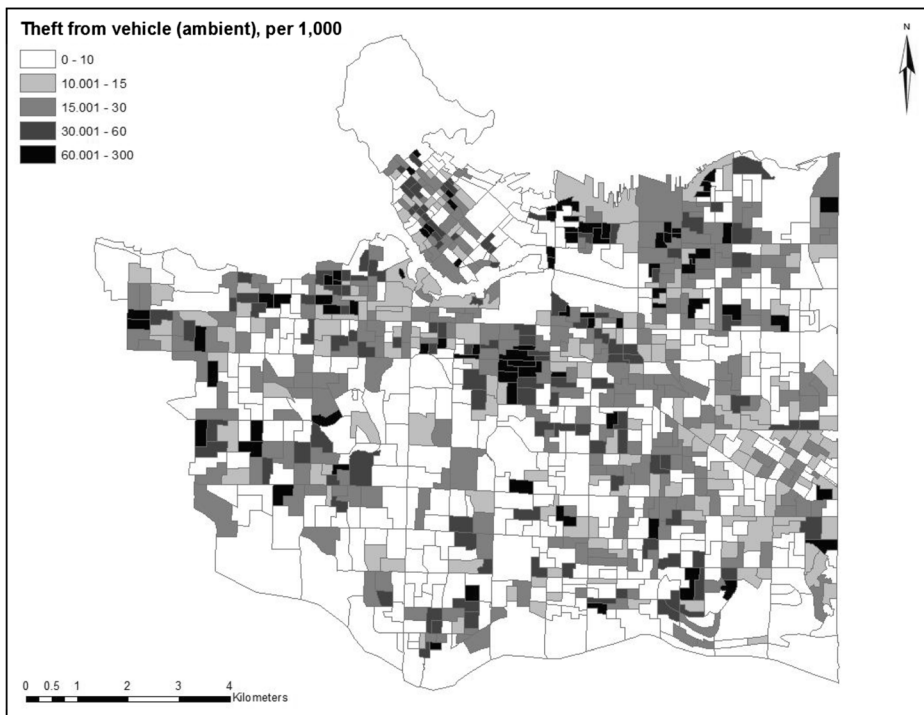 Theft from vehicle (ambient), per 1,000
0 - 10
10.001 - 15
15.001 - 30
30.001 - 60
60.001 - 300
N
0 0.5 1 2 3 4
Kilometers